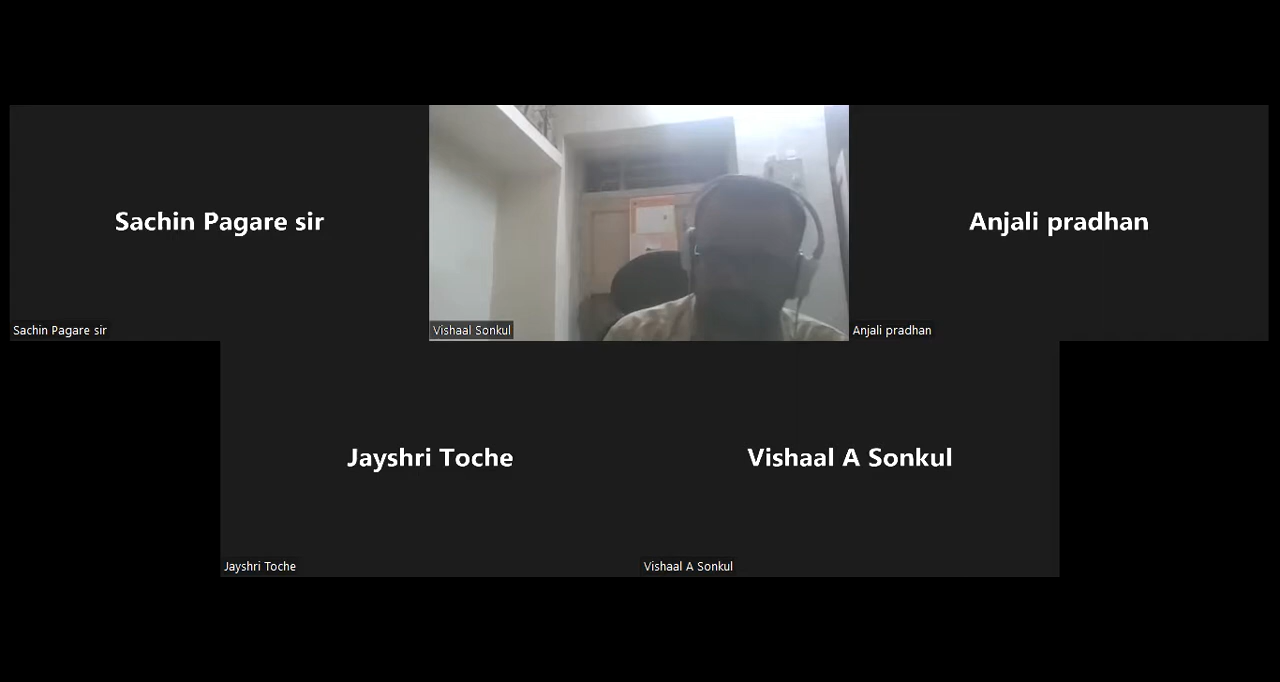 Sachin Pagare sir
Sachin Pagare sir
Vishaal Sonkul
Anjali pradhan
Anjali pradhan
Jayshri Toche
Jayshri Toche
Vishaal A Sonkul
Vishaal A Sonkul